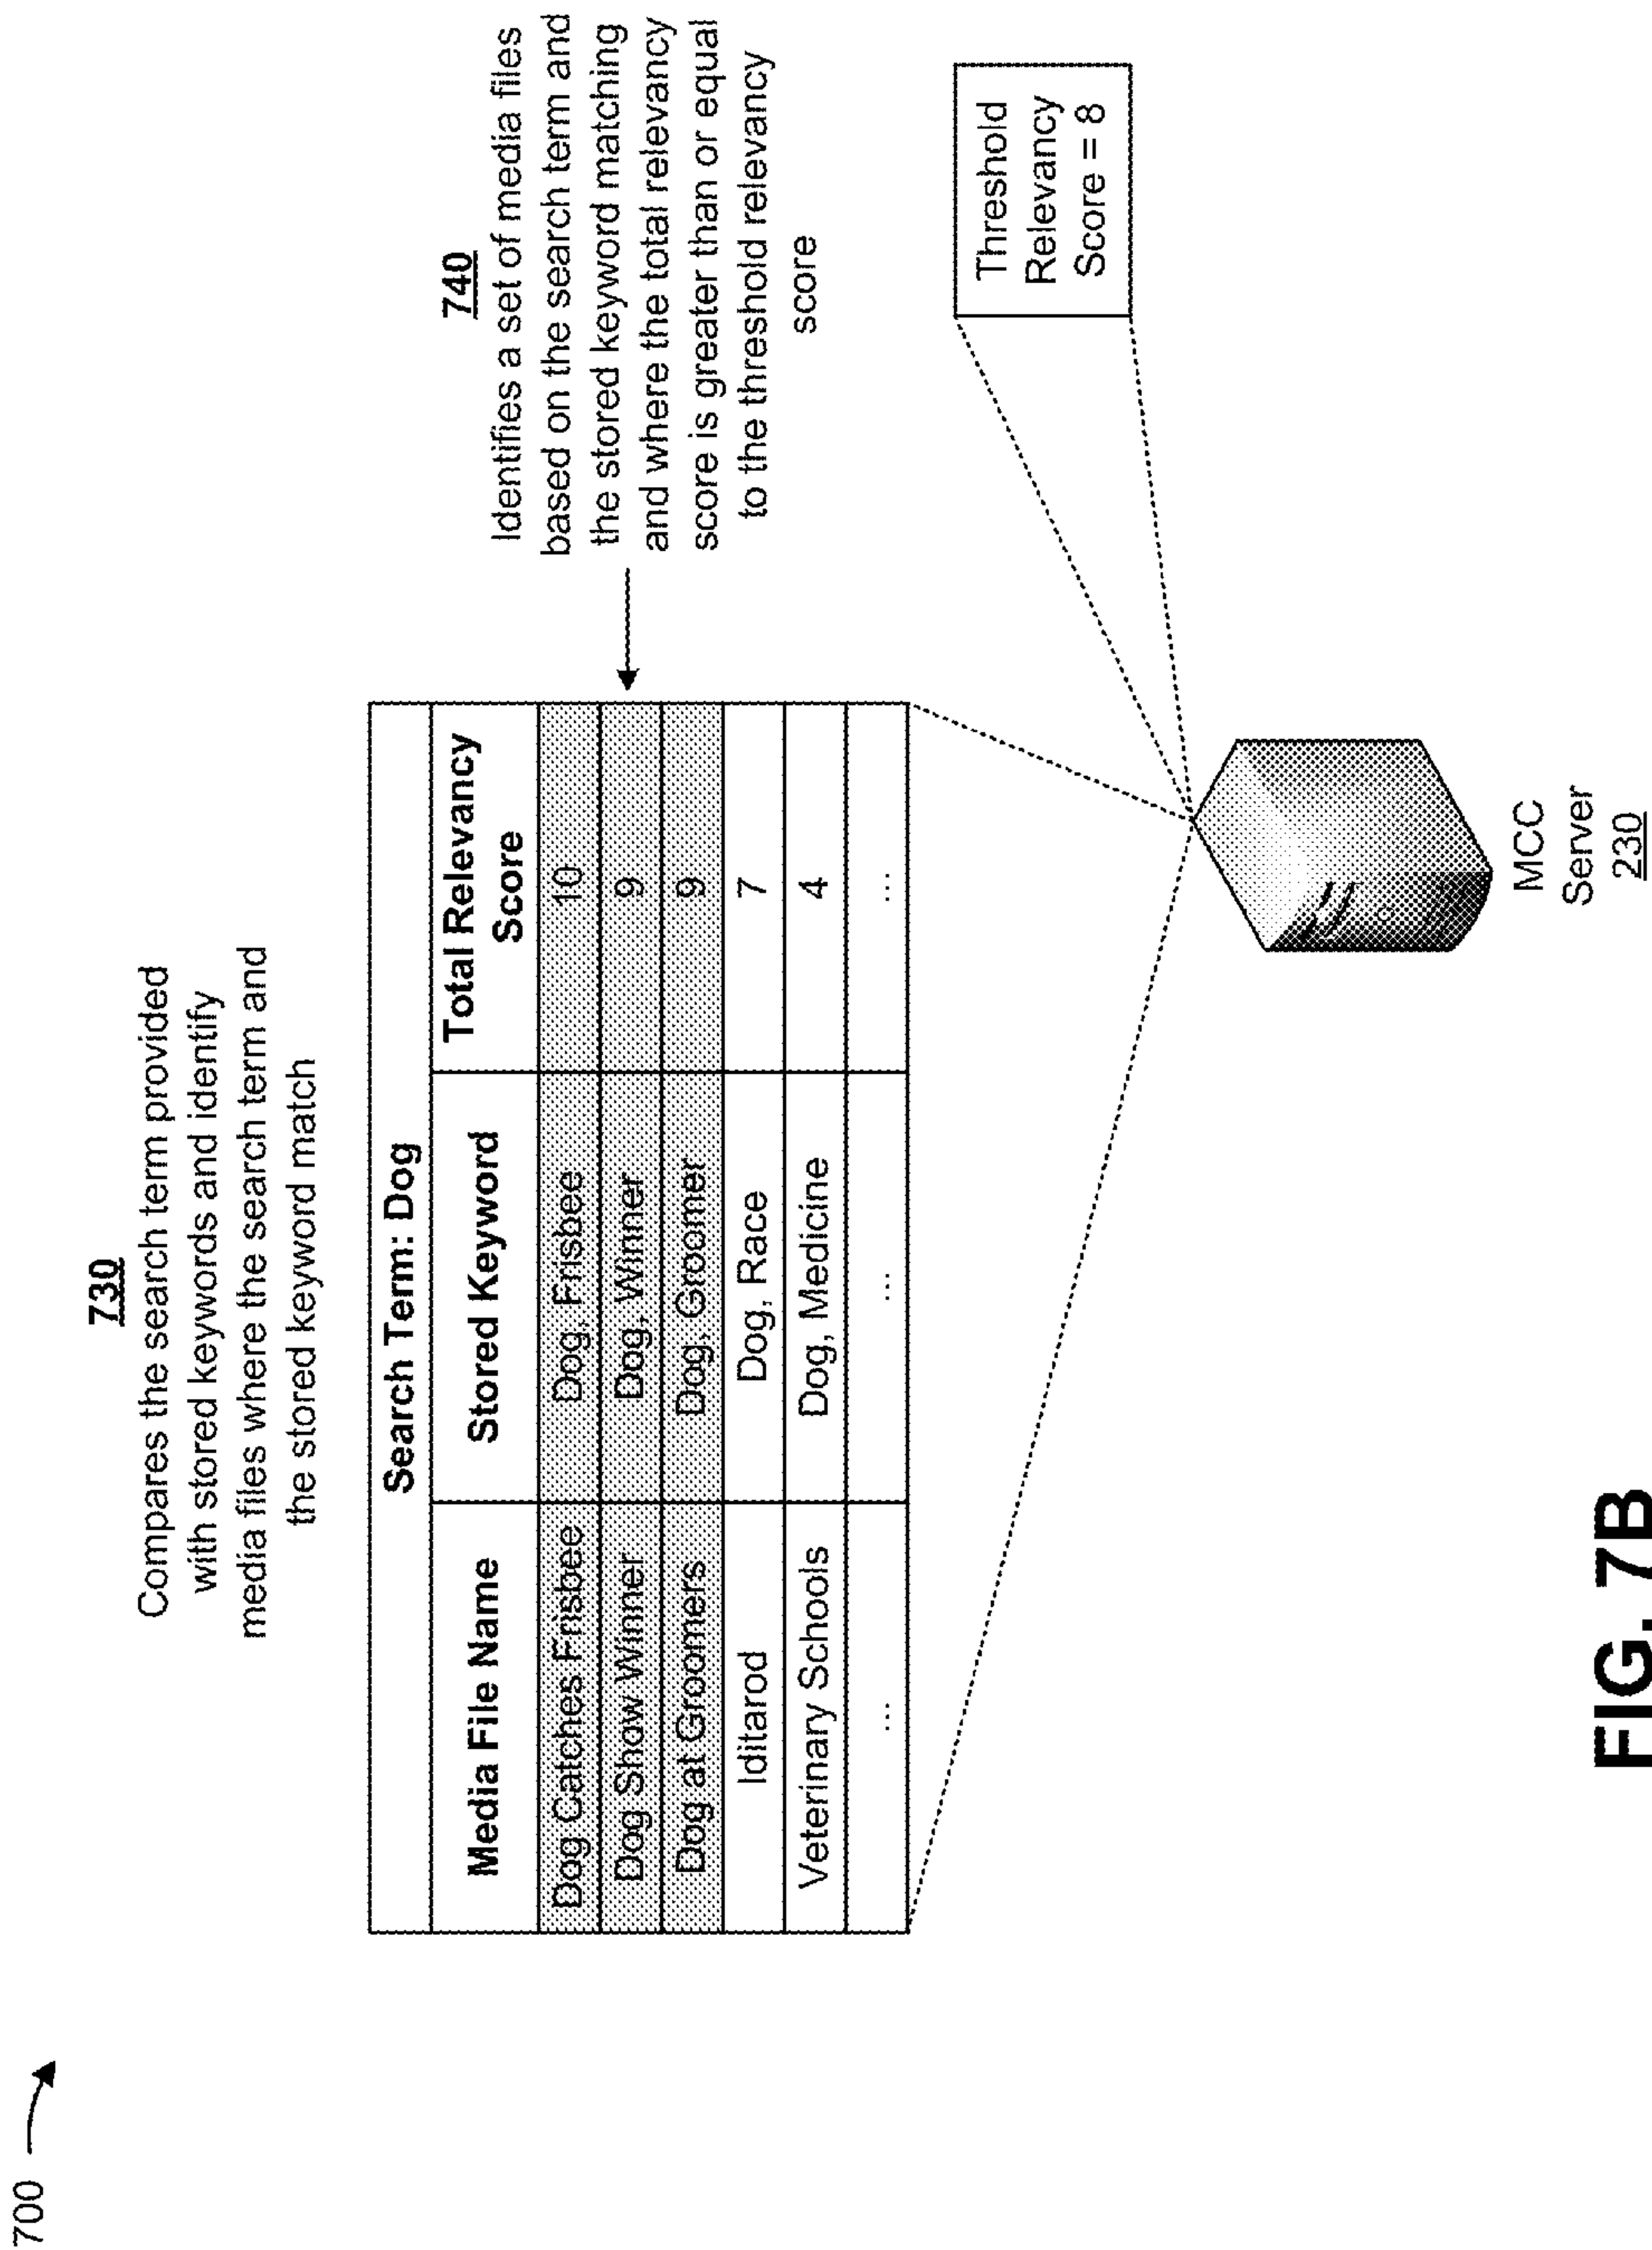 700
730
Compares the search term provided
with stored keywords and identify
media files where the search term and
the stored keyword match
Search Term: Dog
Media File Name Stored Keyword Total Relevancy Score
Dog Catches Frisbee Dog, Frisbee 10
Dog Show Winner Dog, Winner 9
Dog at Groomers Dog, Groomer 9
Iditarod Dog, Race 7
Veterinary Schools Dog, Medicine 4
... ... ...
740
Identifies a set of media files
based on the search term and
the stored keyword matching
and where the total relevancy
score is greater than or equal
to the threshold relevancy
score
Threshold
Relevancy
Score = 8
MCC
Server
230
FIG. 7B